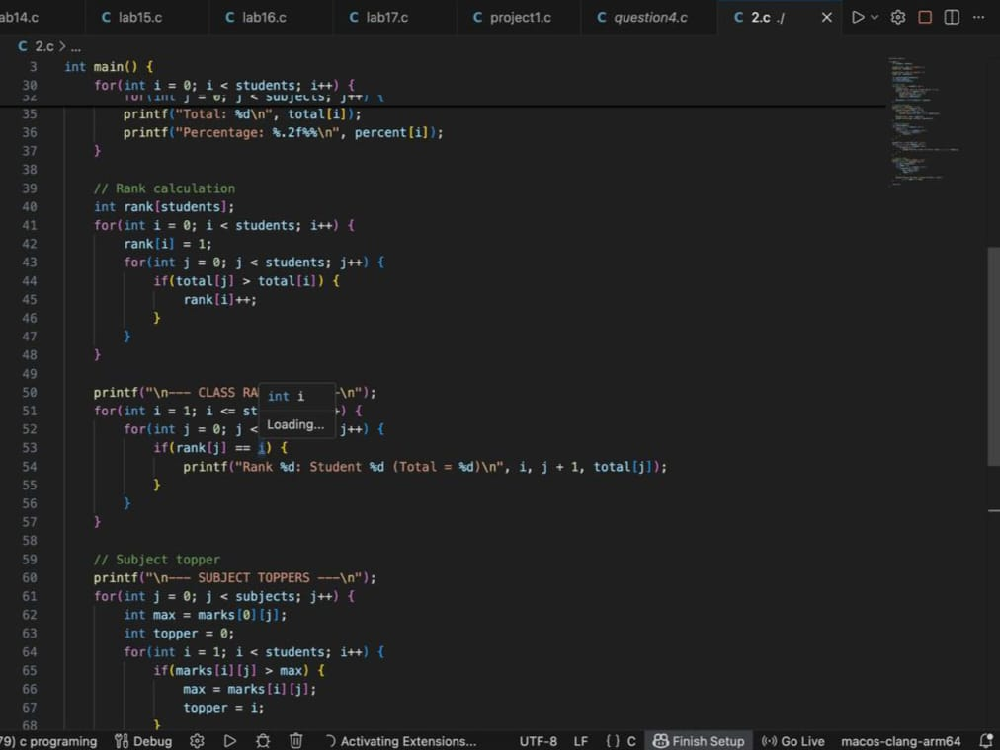 ab14.c C lab15.c C lab16.c C lab17.c C project1.c C question4.c C 2.c ./
C 2.c > ...
3 int main() {
30 for(int i = 0; i < students; i++) {
32 for(int j = 0; j < subjects; j++) {
35 printf("Total: %d\n", total[i]);
36 printf("Percentage: %.2f%%\n", percent[i]);
37 }
38
39 // Rank calculation
40 int rank[students];
41 for(int i = 0; i < students; i++) {
42 rank[i] = 1;
43 for(int j = 0; j < students; j++) {
44 if(total[j] > total[i]) {
45 rank[i]++;
46 }
47 }
48 }
49
50 printf("\n--- CLASS RA -\n");
int i
51 for(int i = 1; i <= st +) {
Loading...
52 for(int j = 0; j < j++) {
53 if(rank[j] == i) {
54 printf("Rank %d: Student %d (Total = %d)\n", i, j + 1, total[j]);
55 }
56 }
57 }
58
59 // Subject topper
60 printf("\n--- SUBJECT TOPPERS ---\n");
61 for(int j = 0; j < subjects; j++) {
62 int max = marks[0][j];
63 int topper = 0;
64 for(int i = 1; i < students; i++) {
65 if(marks[i][j] > max) {
66 max = marks[i][j];
67 topper = i;
68 }
79) c programing Debug Activating Extensions... UTF-8 LF {} C Finish Setup Go Live macos-clang-arm64